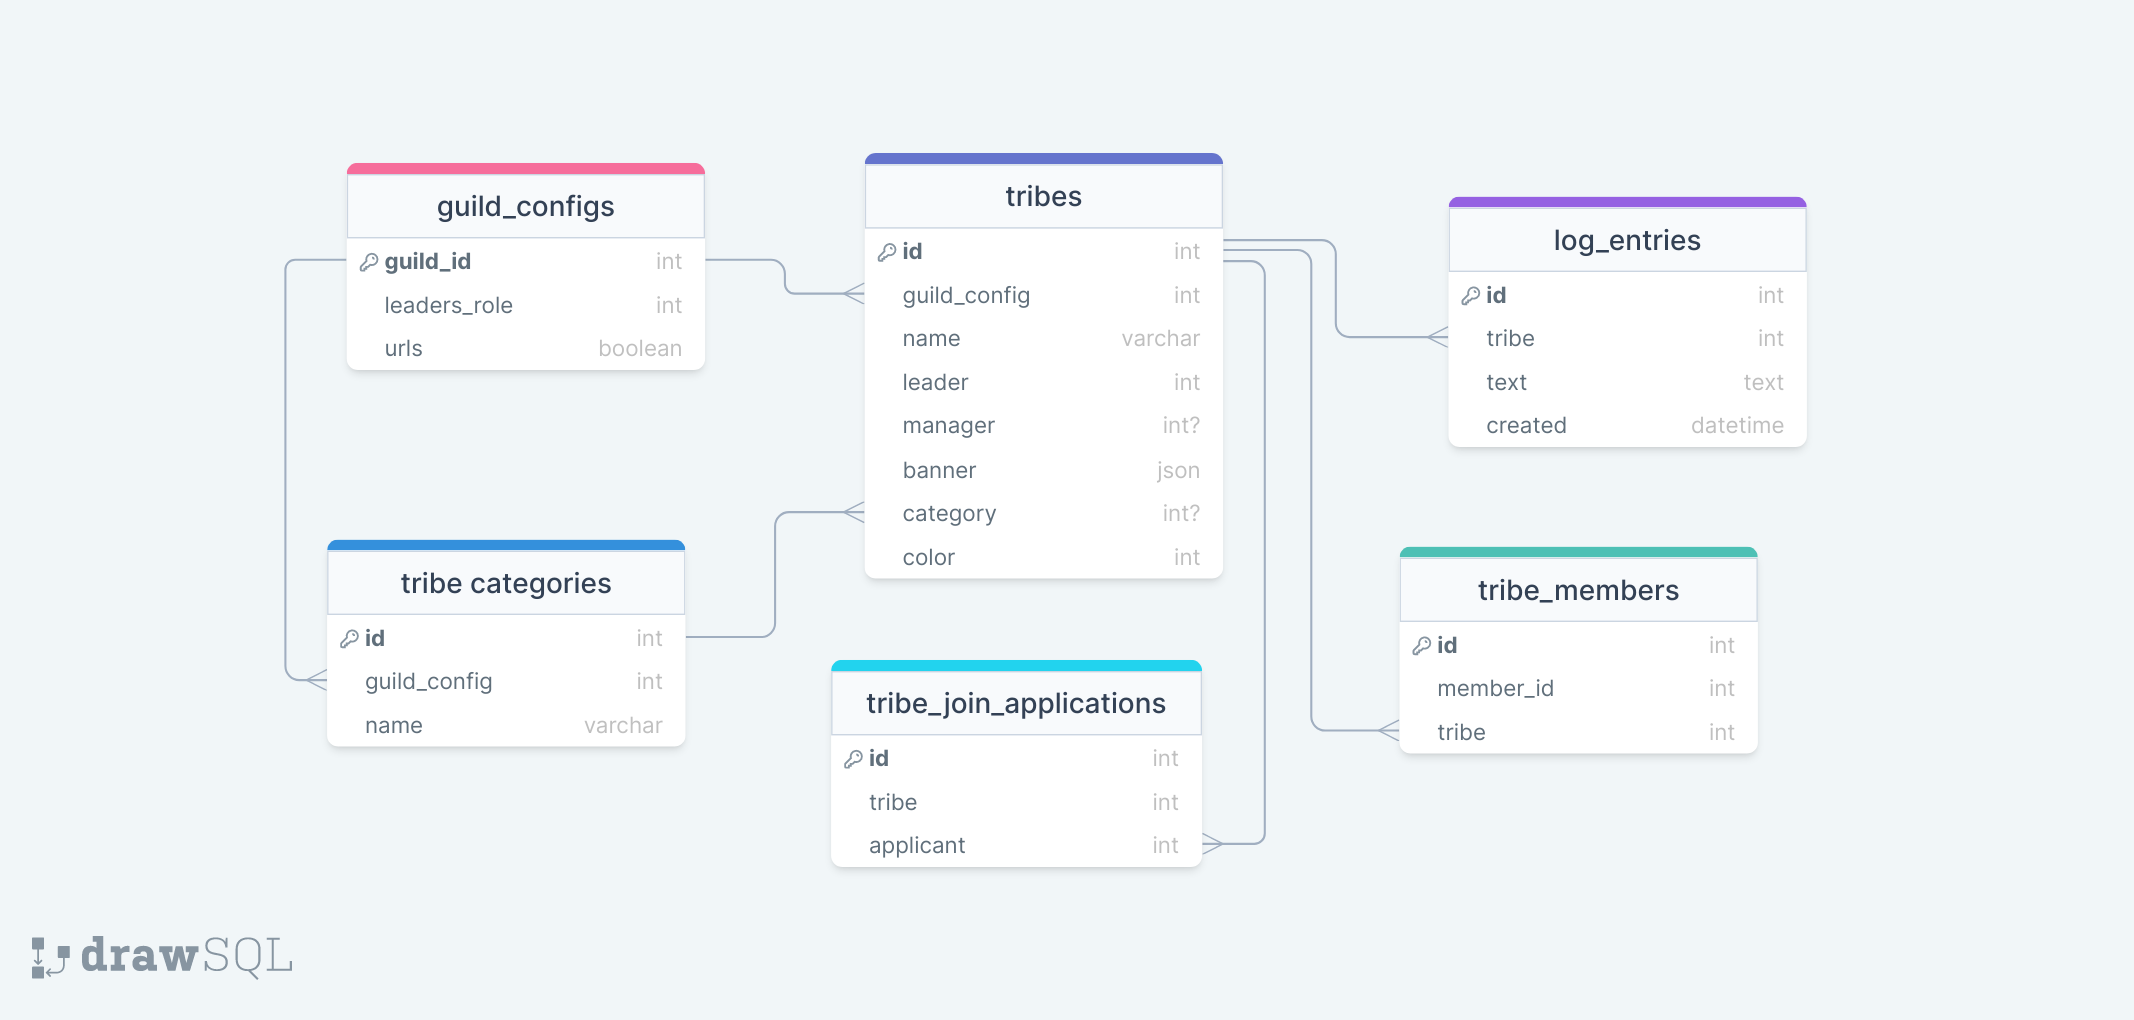 guild_configs
guild_id int
leaders_role int
urls boolean
tribes
id int
guild_config int
name varchar
leader int
manager int?
banner json
category int?
color int
log_entries
id int
tribe int
text text
created datetime
tribe categories
id int
guild_config int
name varchar
tribe_join_applications
id int
tribe int
applicant int
tribe_members
id int
member_id int
tribe int
drawSQL